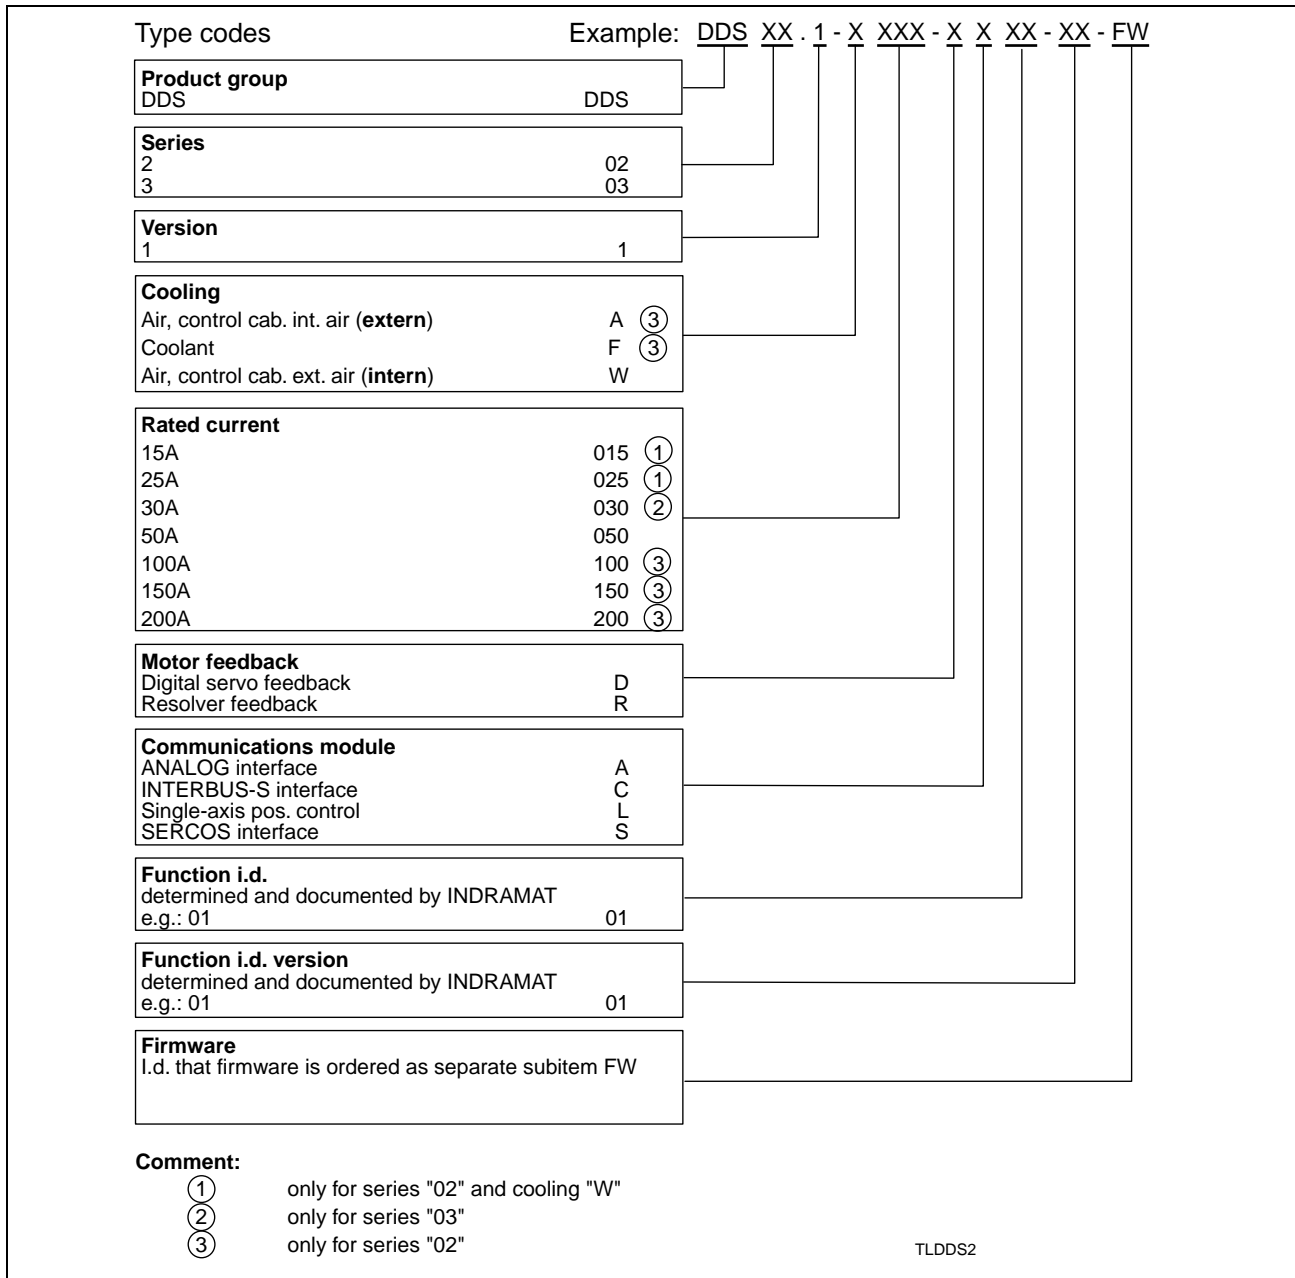 Type codes Example: DDS XX . 1 - X XXX - X X XX - XX - FW
Product group
DDS DDS
Series
2 02
3 03
Version
1 1
Cooling
Air, control cab. int. air (extern) A 3
Coolant F 3
Air, control cab. ext. air (intern) W
Rated current
15A 015 1
25A 025 1
30A 030 2
50A 050
100A 100 3
150A 150 3
200A 200 3
Motor feedback
Digital servo feedback D
Resolver feedback R
Communications module
ANALOG interface A
INTERBUS-S interface C
Single-axis pos. control L
SERCOS interface S
Function i.d.
determined and documented by INDRAMAT
e.g.: 01 01
Function i.d. version
determined and documented by INDRAMAT
e.g.: 01 01
Firmware
I.d. that firmware is ordered as separate subitem FW
Comment:
1 only for series "02" and cooling "W"
2 only for series "03"
3 only for series "02"
TLDDS2